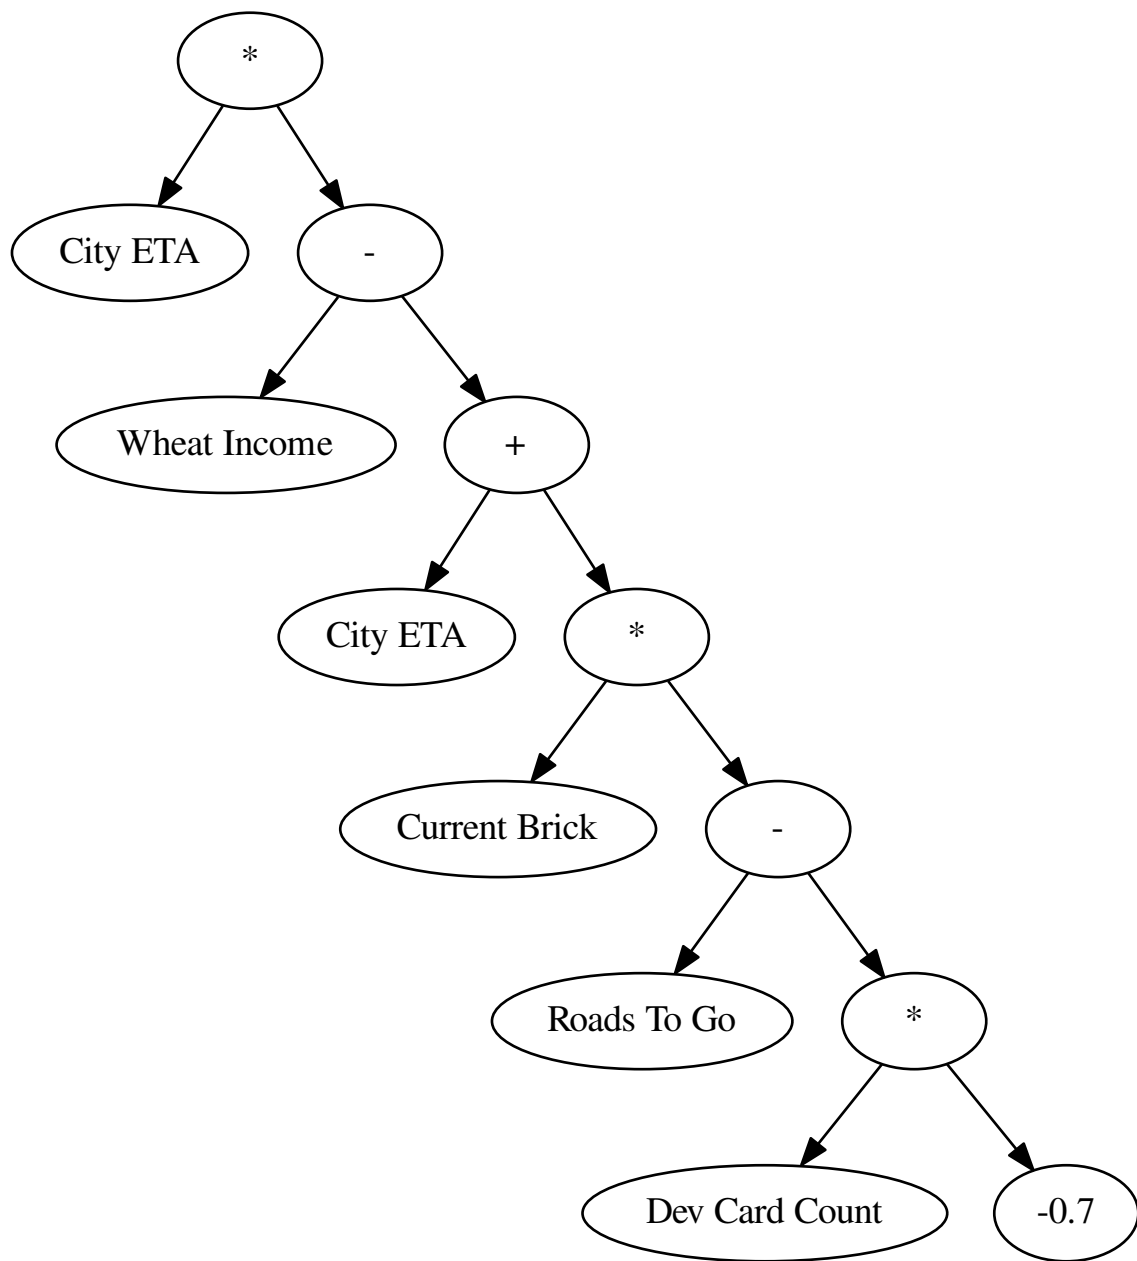 *
City ETA
-
Wheat Income
+
City ETA
*
Current Brick
-
Roads To Go
*
Dev Card Count
-0.7